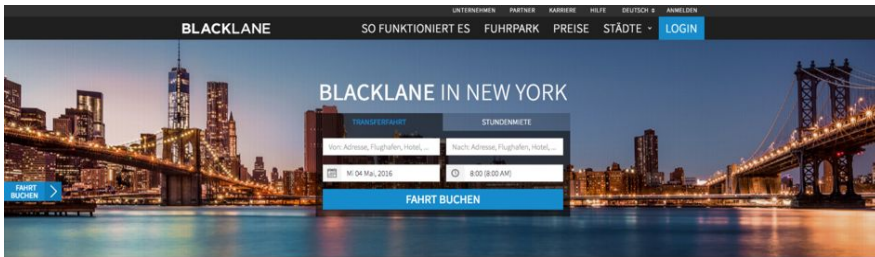 UNTERNEHMEN PARTNER KARRIERE HILFE DEUTSCH ANMELDEN
BLACKLANE SO FUNKTIONIERT ES FUHRPARK PREISE STÄDTE LOGIN
BLACKLANE IN NEW YORK
TRANSFERFAHRT STUNDENMIETE
Von: Adresse, Flughafen, Hotel, ... Nach: Adresse, Flughafen, Hotel, ...
Mi 04 Mai, 2016 8:00 (8:00 AM)
FAHRT BUCHEN
FAHRT
BUCHEN